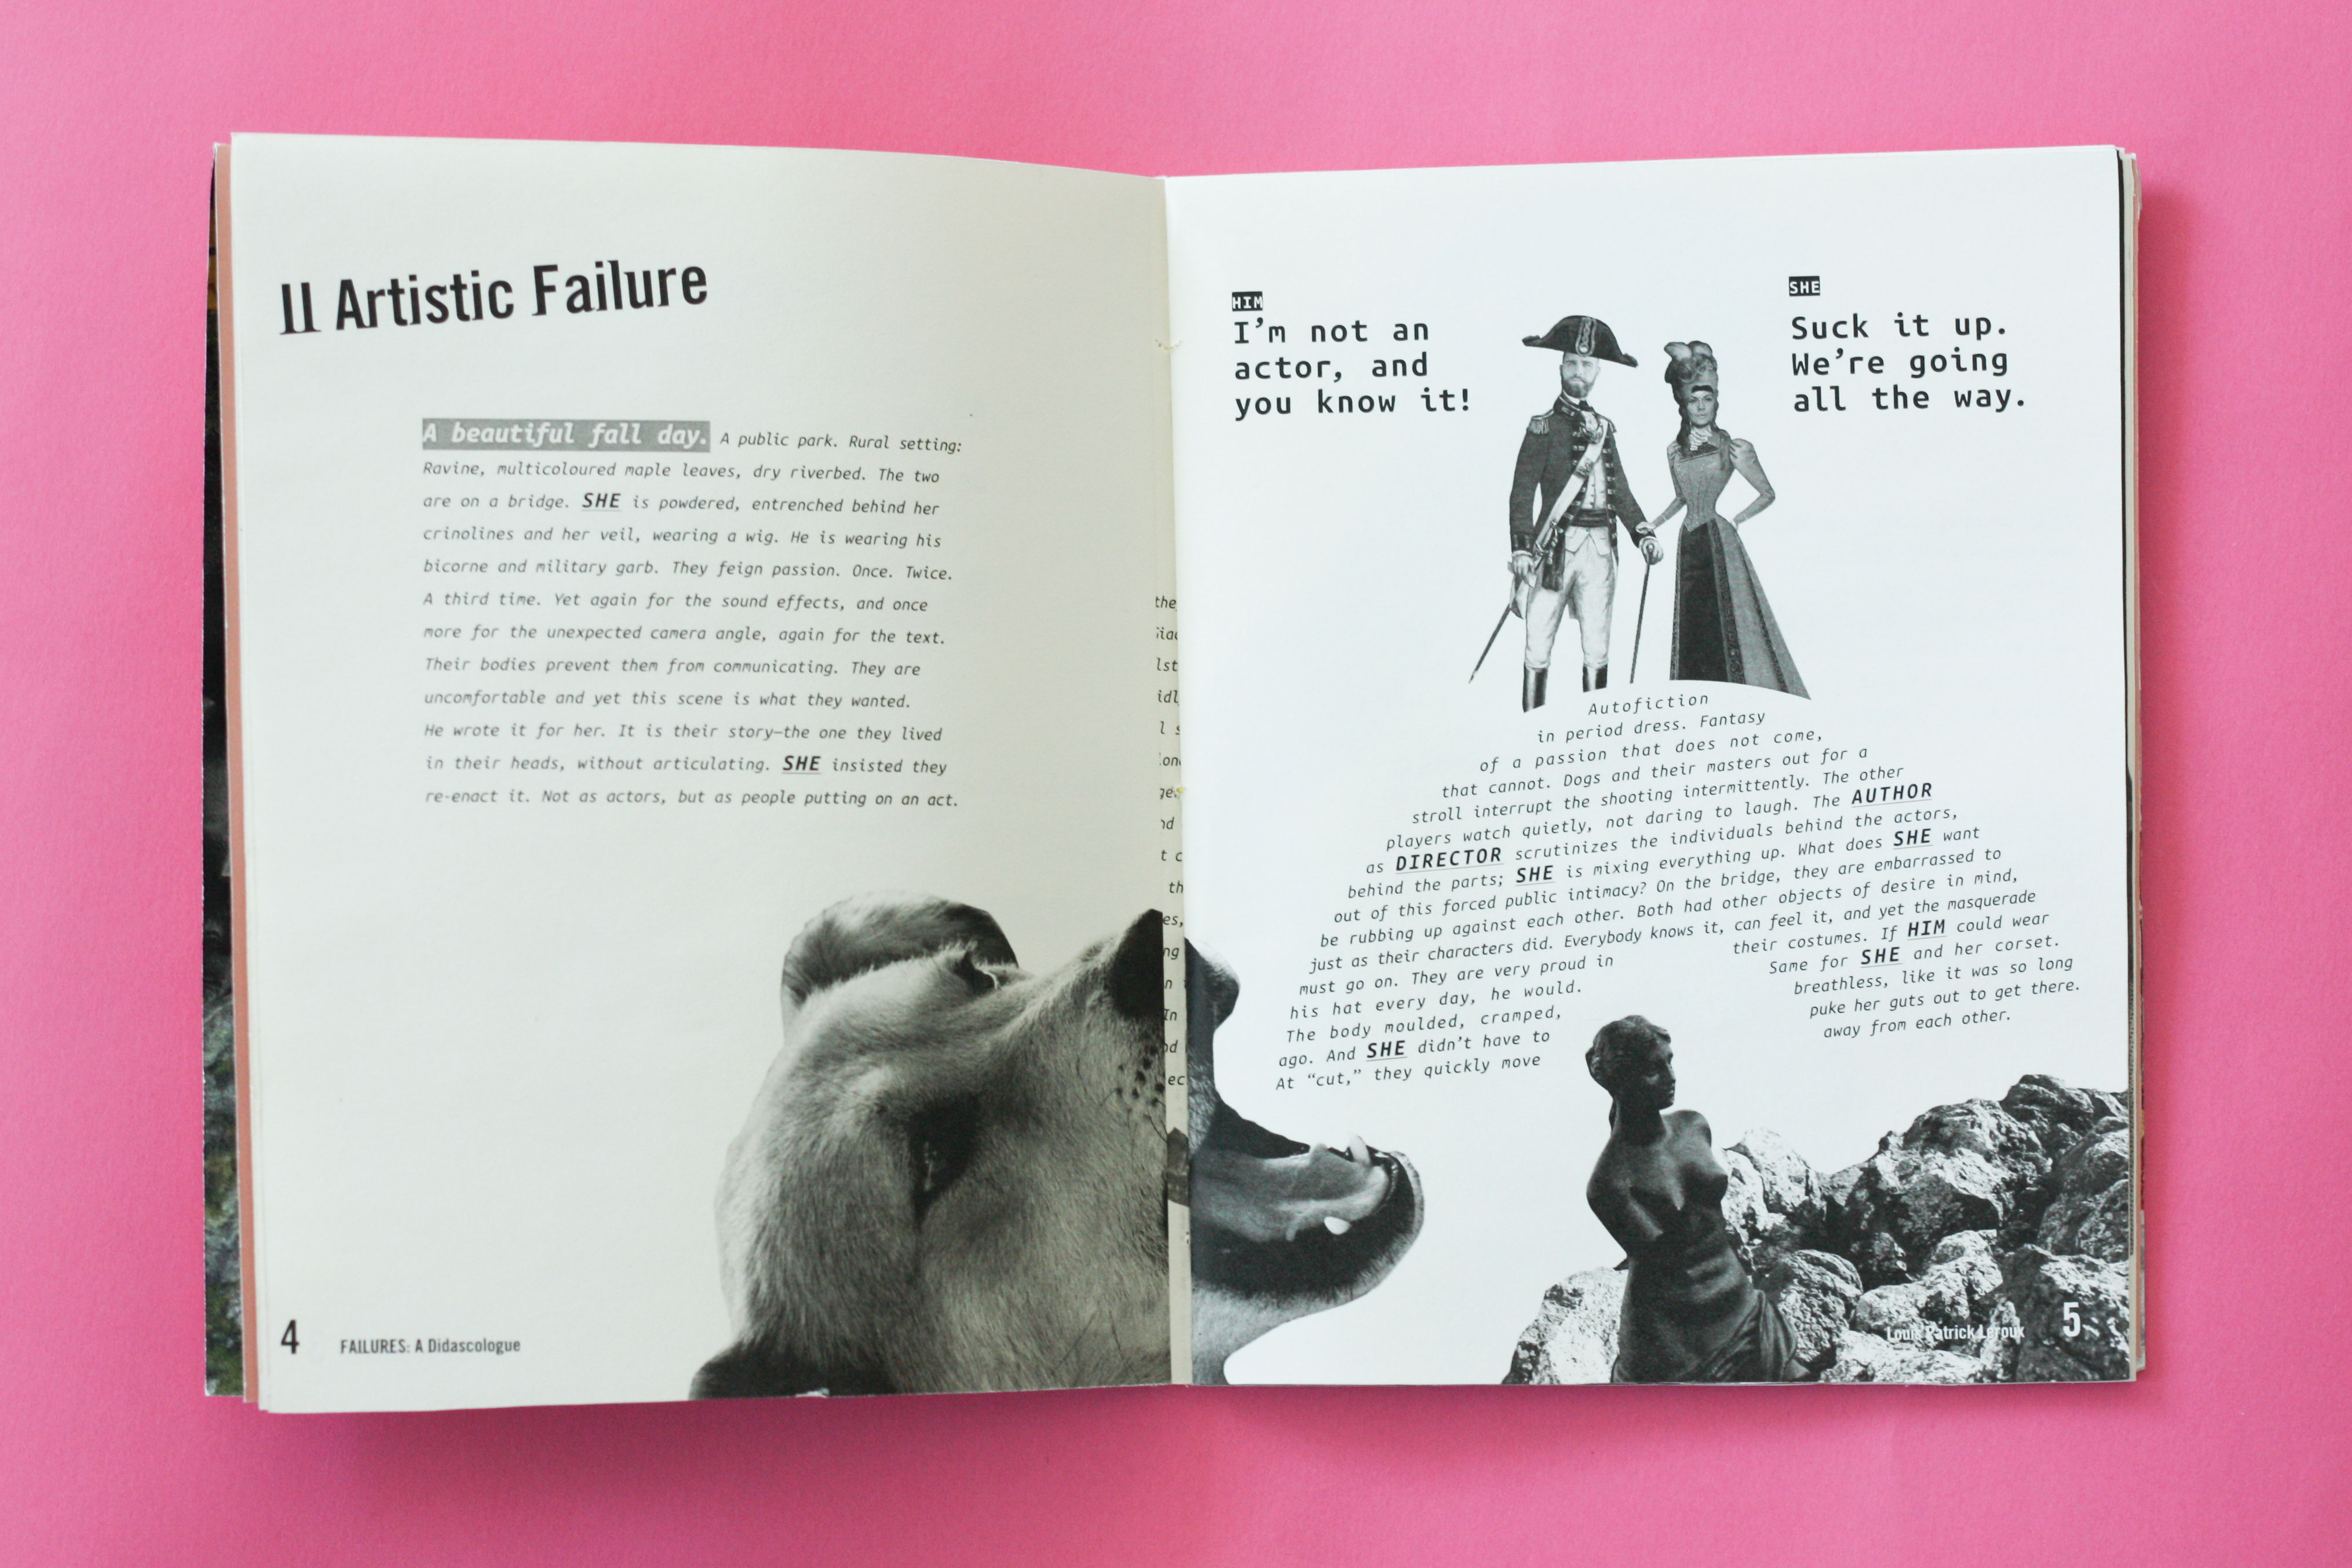 II Artistic Failure
A beautiful fall day. A public park. Rural setting:
Ravine, multicoloured maple leaves, dry riverbed. The two
are on a bridge. SHE is powdered, entrenched behind her
crinolines and her veil, wearing a wig. He is wearing his
bicorne and military garb. They feign passion. Once. Twice.
A third time. Yet again for the sound effects, and once
more for the unexpected camera angle, again for the text.
Their bodies prevent them from communicating. They are
uncomfortable and yet this scene is what they wanted.
He wrote it for her. It is their story—the one they lived
in their heads, without articulating. SHE insisted they
re-enact it. Not as actors, but as people putting on an act.
4 FAILURES: A Didascologue
HIM
I'm not an
actor, and
you know it!
SHE
Suck it up.
We're going
all the way.
Autofiction
in period dress. Fantasy
of a passion that does not come,
that cannot. Dogs and their masters out for a
stroll interrupt the shooting intermittently. The other
players watch quietly, not daring to laugh. The AUTHOR
as DIRECTOR scrutinizes the individuals behind the actors,
behind the parts; SHE is mixing everything up. What does SHE want
out of this forced public intimacy? On the bridge, they are embarrassed to
be rubbing up against each other. Both had other objects of desire in mind,
just as their characters did. Everybody knows it, can feel it, and yet the masquerade
must go on. They are very proud in their costumes. If HIM could wear
his hat every day, he would. Same for SHE and her corset.
The body moulded, cramped, breathless, like it was so long
ago. And SHE didn't have to puke her guts out to get there.
At “cut,” they quickly move away from each other.
Louis Patrick Leroux 5